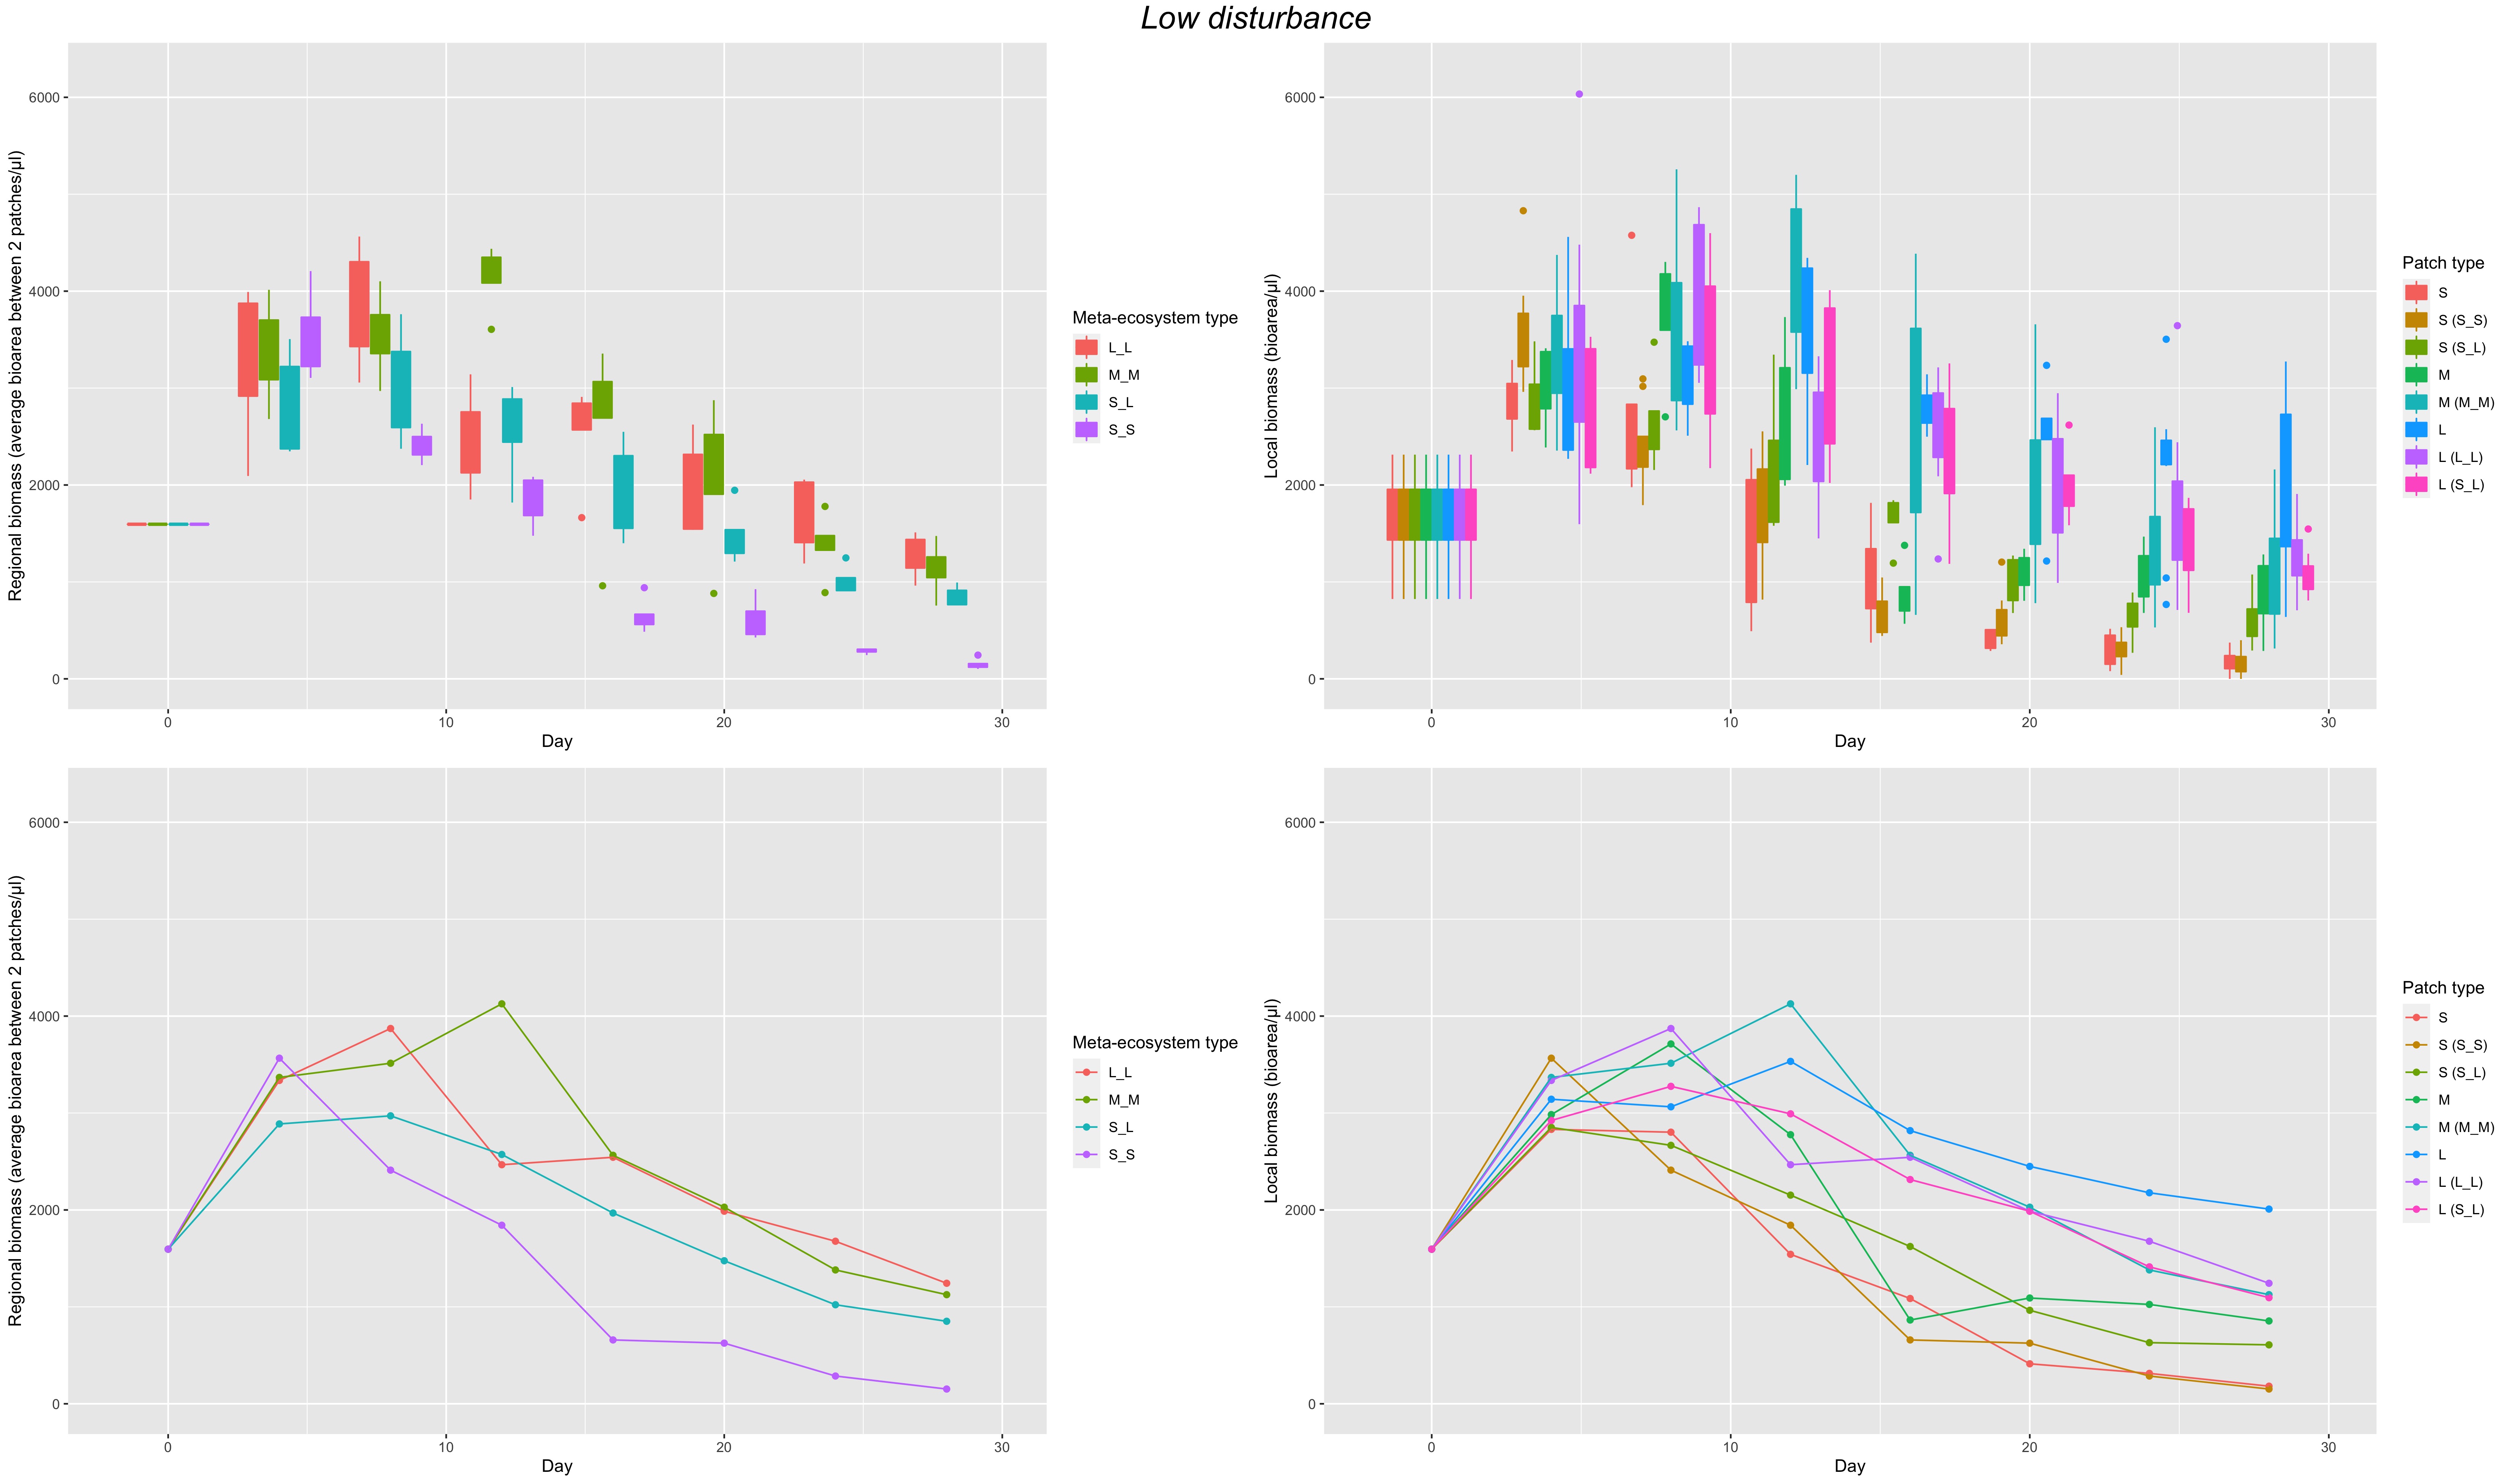 Low disturbance
Regional biomass (average bioarea between 2 patches/µl)
6000
4000
2000
0
0
10
20
30
Day
Meta-ecosystem type
L_L
M_M
S_L
S_S
Local biomass (bioarea/µl)
6000
4000
2000
0
0
10
20
30
Day
Patch type
S
S (S_S)
S (S_L)
M
M (M_M)
L
L (L_L)
L (S_L)
Regional biomass (average bioarea between 2 patches/µl)
6000
4000
2000
0
0
10
20
30
Day
Meta-ecosystem type
L_L
M_M
S_L
S_S
Local biomass (bioarea/µl)
6000
4000
2000
0
0
10
20
30
Day
Patch type
S
S (S_S)
S (S_L)
M
M (M_M)
L
L (L_L)
L (S_L)